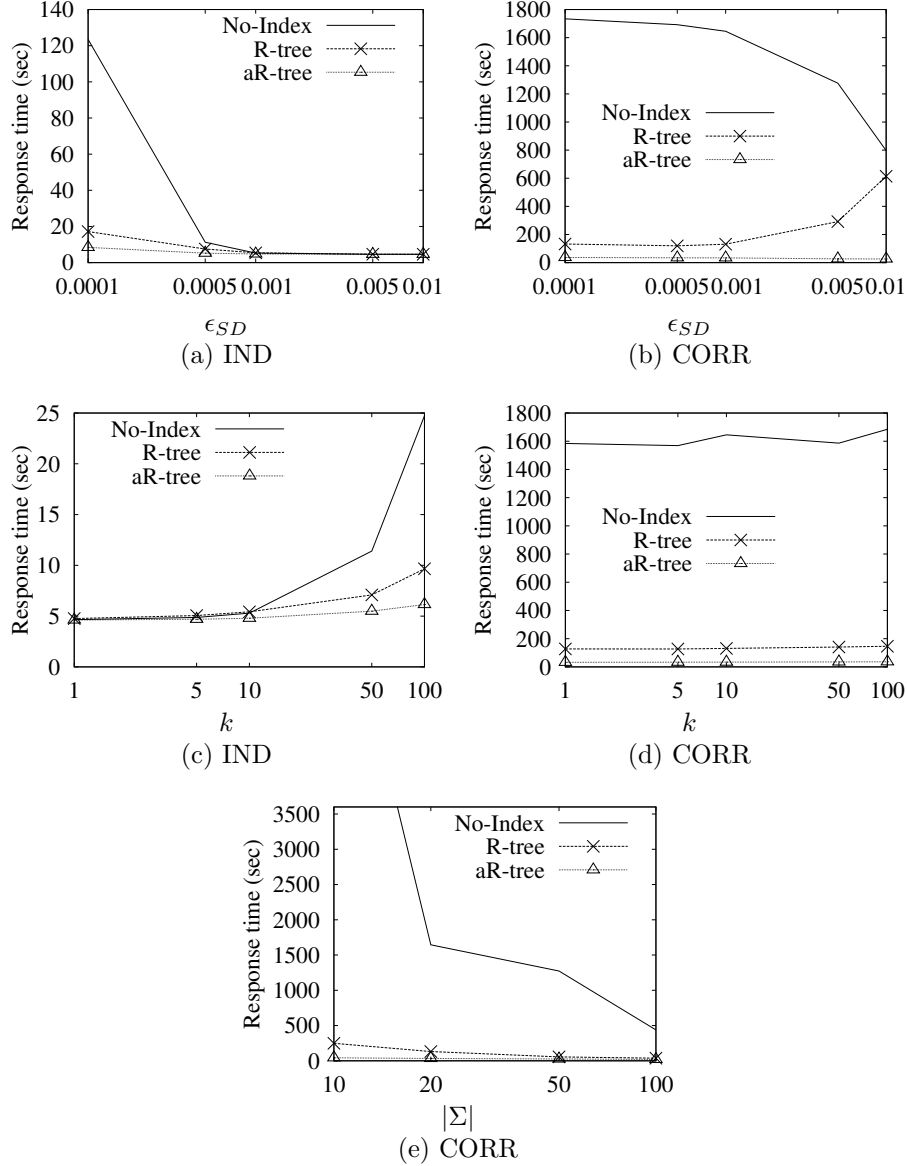 140
120
100
80
60
40
20
0
Response time (sec)
No-Index
R-tree
aR-tree
0.0001 0.0005 0.001 0.005 0.01
ϵSD
(a) IND
1800
1600
1400
1200
1000
800
600
400
200
0
Response time (sec)
No-Index
R-tree
aR-tree
0.0001 0.0005 0.001 0.005 0.01
ϵSD
(b) CORR
25
20
15
10
5
0
Response time (sec)
No-Index
R-tree
aR-tree
1 5 10 50 100
k
(c) IND
1800
1600
1400
1200
1000
800
600
400
200
0
Response time (sec)
No-Index
R-tree
aR-tree
1 5 10 50 100
k
(d) CORR
3500
3000
2500
2000
1500
1000
500
0
Response time (sec)
No-Index
R-tree
aR-tree
10 20 50 100
|Σ|
(e) CORR